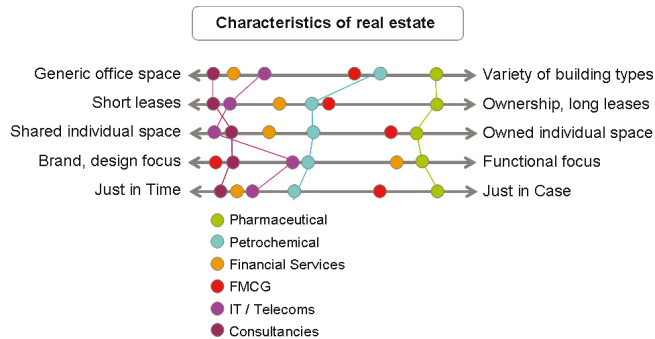 Characteristics of real estate
Generic office space Variety of building types
Short leases Ownership, long leases
Shared individual space Owned individual space
Brand, design focus Functional focus
Just in Time Just in Case
Pharmaceutical
Petrochemical
Financial Services
FMCG
IT / Telecoms
Consultancies